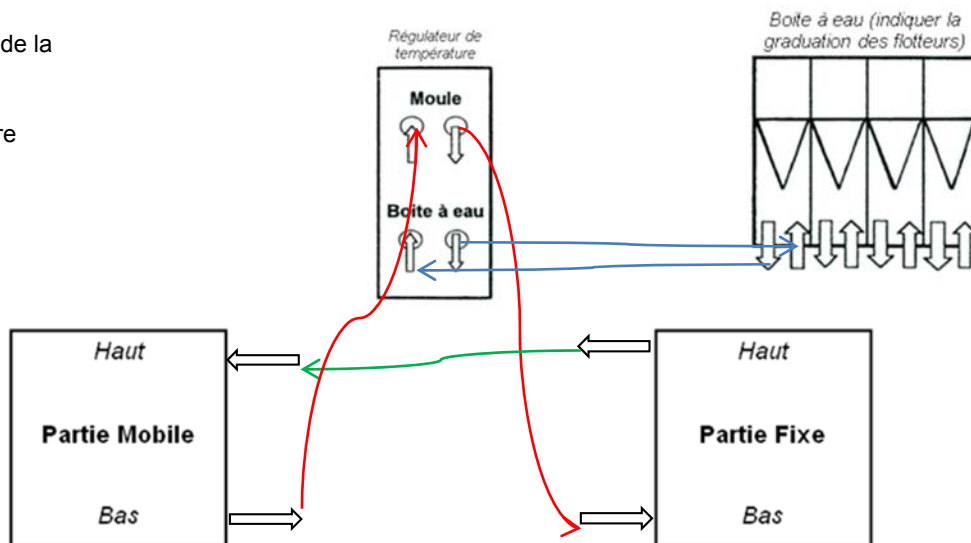 de la
re
Régulateur de
température
Moule
Boite à eau
Boite à eau (indiquer la
graduation des flotteurs)
Haut
Partie Mobile
Bas
Haut
Partie Fixe
Bas